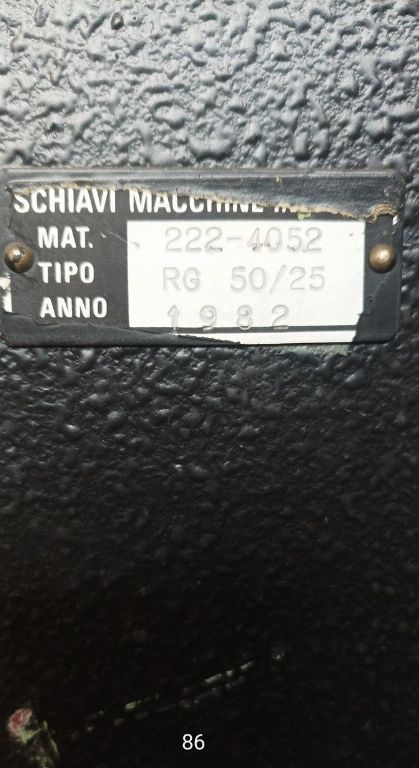 SCHIAVI MACCHINE
MAT. 222-4052
TIPO RG 50/25
ANNO 1982
86